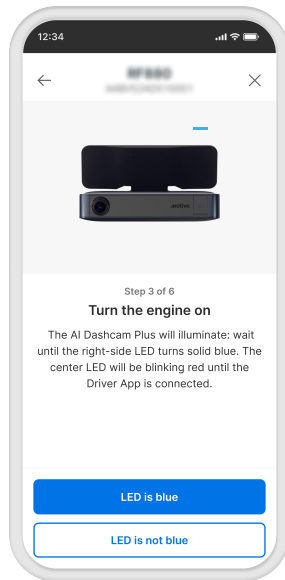 12:34
motive
Step 3 of 6
Turn the engine on
The AI Dashcam Plus will illuminate: wait
until the right-side LED turns solid blue. The
center LED will be blinking red until the
Driver App is connected.
LED is blue
LED is not blue